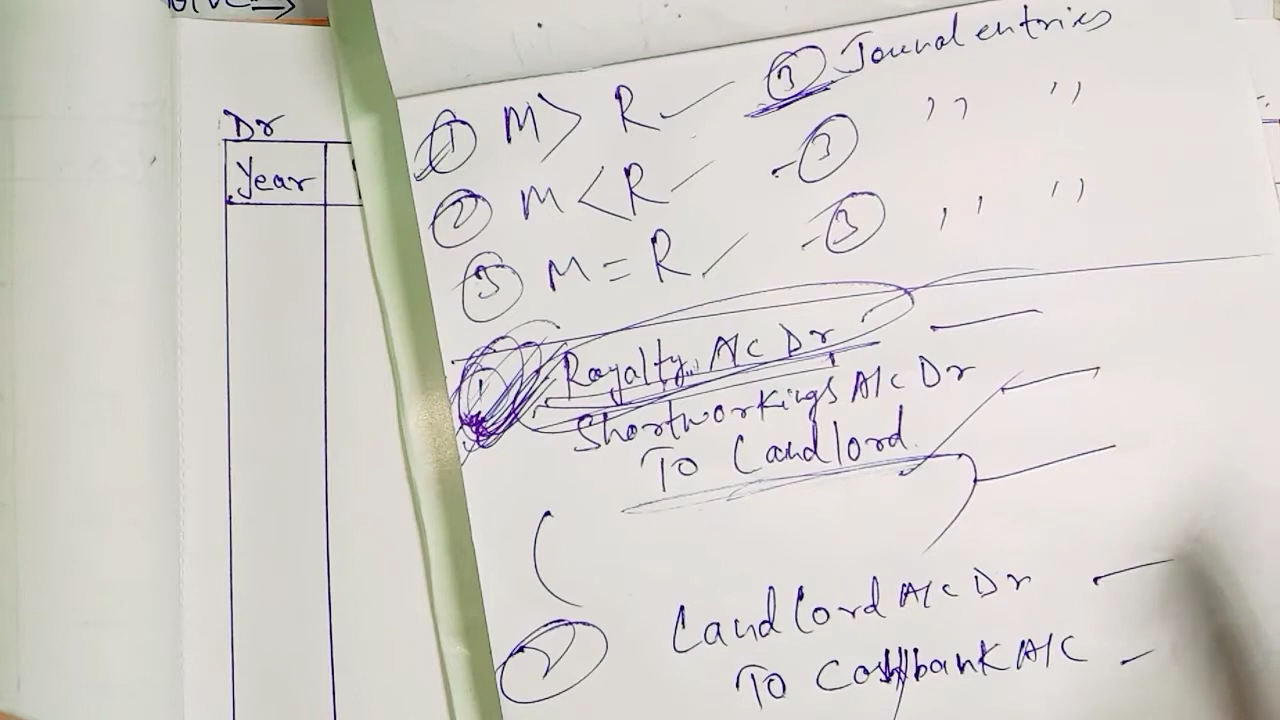 Dr
Year
① M > R ③ Journal entries
② M < R - ③ ,, ,,
③ M = R - ③ ,, ,,
① Royalty A/c Dr
Shortworkings A/c Dr
To Landlord
② Landlord A/c Dr
To Cash/bank A/C